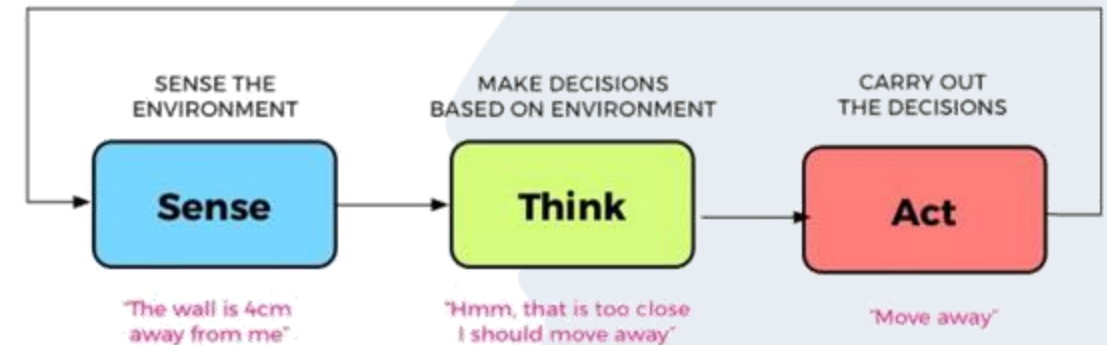 SENSE THE
ENVIRONMENT
MAKE DECISIONS
BASED ON ENVIRONMENT
CARRY OUT
THE DECISIONS
Sense
Think
Act
"The wall is 4cm
away from me"
"Hmm, that is too close
I should move away"
"Move away"